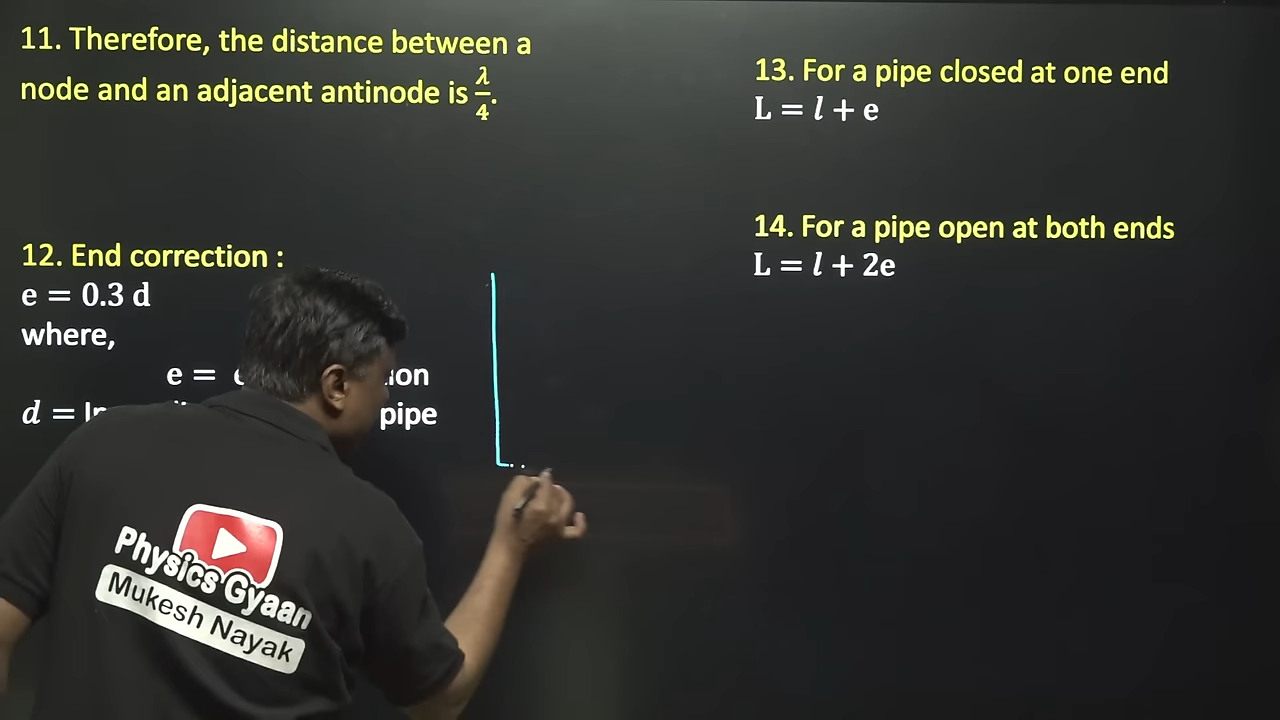 11. Therefore, the distance between a
node and an adjacent antinode is λ/4.
12. End correction :
e = 0.3 d
where,
e =
d =
pipe
13. For a pipe closed at one end
L = l + e
14. For a pipe open at both ends
L = l + 2e
Physics Gyaan
Mukesh Nayak